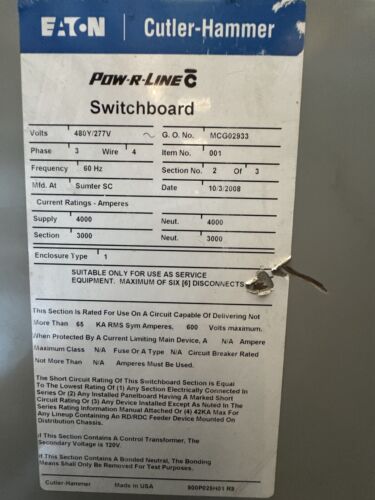 EATON | Cutler-Hammer
POW-R-LINE C
Switchboard
Volts 480Y/277V ~ G. O. No. MCG02933
Phase 3 Wire 4 Item No. 001
Frequency 60 Hz Section No. 2 Of 3
Mfd. At Sumter SC Date 10/3/2008
Current Ratings - Amperes
Supply 4000 Neut. 4000
Section 3000 Neut. 3000
Enclosure Type 1
SUITABLE ONLY FOR USE AS SERVICE
EQUIPMENT. MAXIMUM OF SIX [6] DISCONNECTS
This Section Is Rated For Use On A Circuit Capable Of Delivering Not
More Than 65 KA RMS Sym Amperes, 600 Volts maximum.
When Protected By A Current Limiting Main Device, A N/A Ampere
Maximum Class N/A Fuse Or A Type N/A Circuit Breaker Rated
Not More Than N/A Amperes Must Be Used.
The Short Circuit Rating Of This Switchboard Section Is Equal
To The Lowest Rating Of (1) Any Section Electrically Connected In
Series Or (2) Any Installed Panelboard Having A Marked Short
Circuit Rating Or (3) Any Device Installed Except As Noted In The
Series Rating Information Manual Attached Or (4) 42KA Max For
Any Lineup Containing An RD/RDC Feeder Device Mounted On
Distribution Chassis.
If This Section Contains A Control Transformer, The
Secondary Voltage is 120V.
If This Section Contains A Bonded Neutral, The Bonding
Means Shall Only Be Removed For Test Purposes.
Cutler-Hammer Made in USA